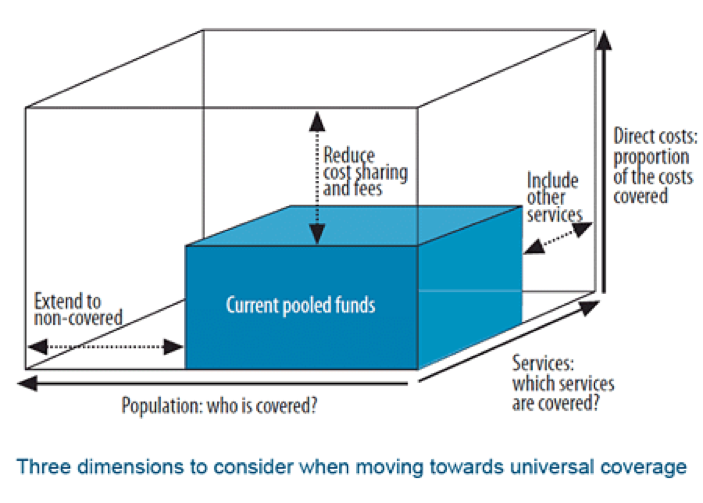 Reduce
cost sharing
and fees
Include
other
services
Direct costs:
proportion
of the costs
covered
Extend to
non-covered
Current pooled funds
Services:
which services
are covered?
Population: who is covered?
Three dimensions to consider when moving towards universal coverage